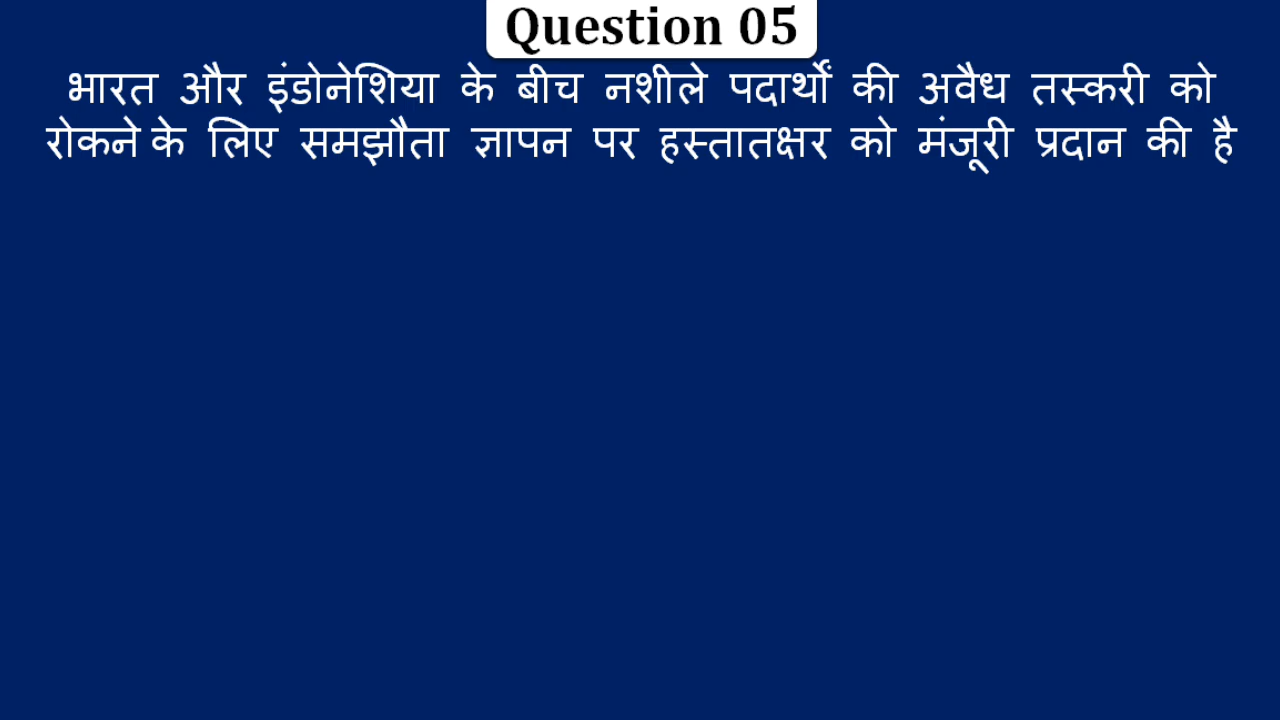 Question 05
भारत और इंडोनेशिया के बीच नशीले पदार्थों की अवैध तस्करी को
रोकने के लिए समझौता ज्ञापन पर हस्तातक्षर को मंजूरी प्रदान की है